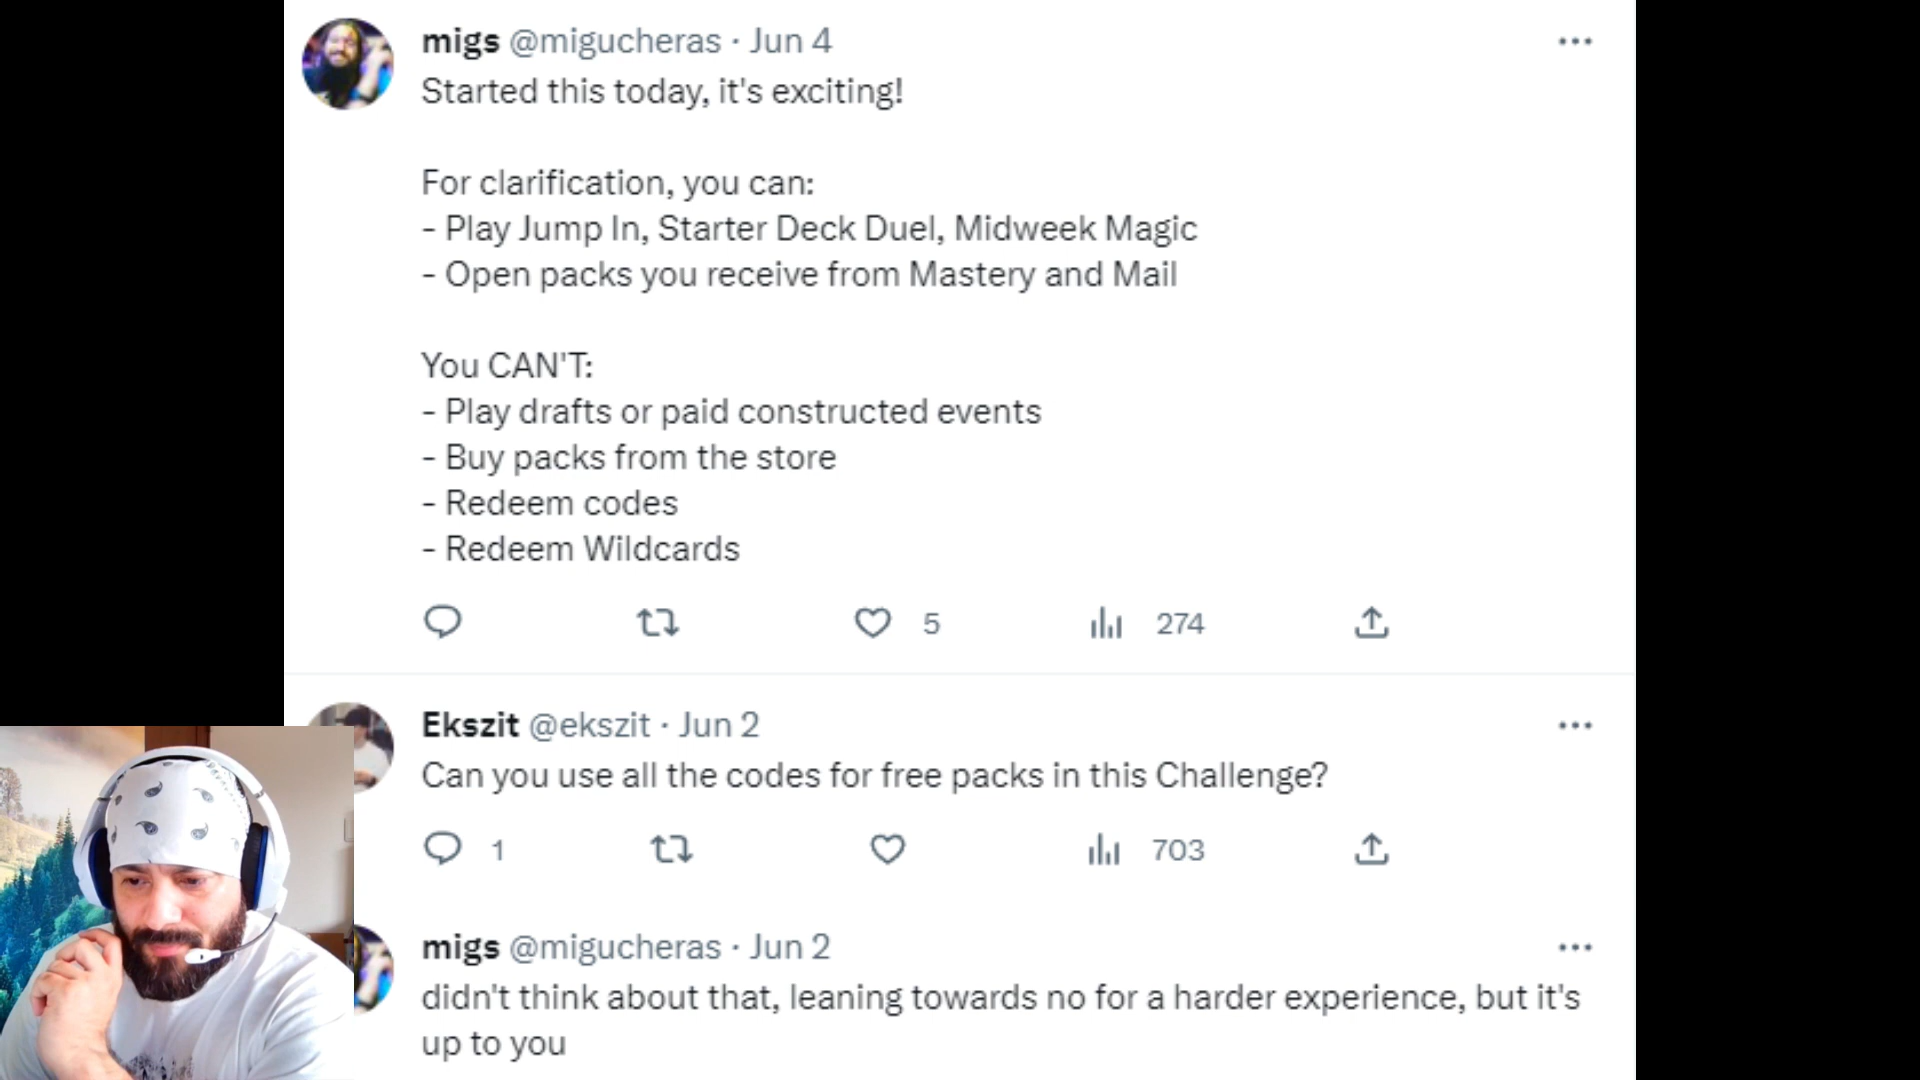 migs @migucheras · Jun 4
Started this today, it's exciting!
For clarification, you can:
- Play Jump In, Starter Deck Duel, Midweek Magic
- Open packs you receive from Mastery and Mail
You CAN'T:
- Play drafts or paid constructed events
- Buy packs from the store
- Redeem codes
- Redeem Wildcards
5 274
Ekszit @ekszit · Jun 2
Can you use all the codes for free packs in this Challenge?
1 703
migs @migucheras · Jun 2
didn't think about that, leaning towards no for a harder experience, but it's
up to you